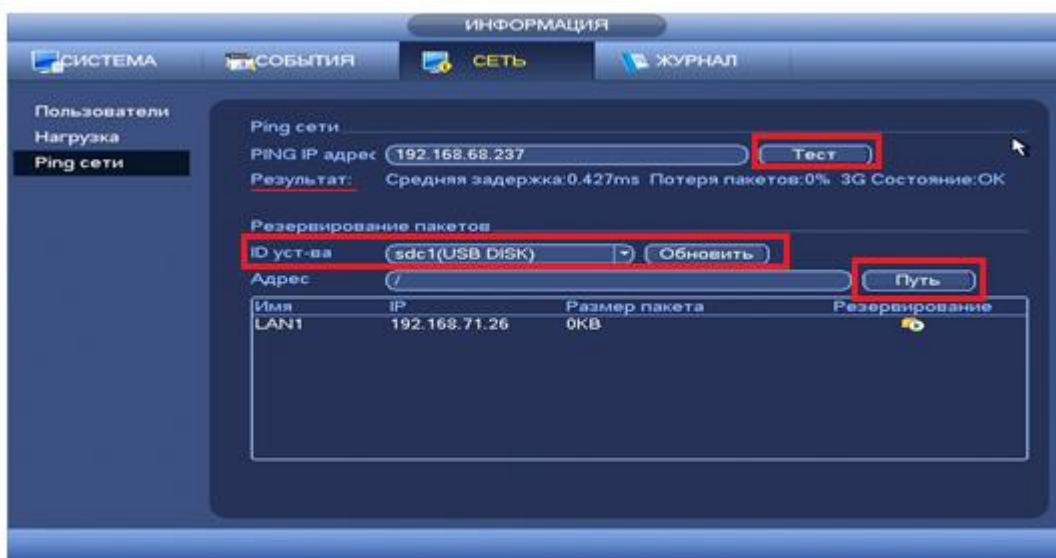 ИНФОРМАЦИЯ
СИСТЕМА СОБЫТИЯ СЕТЬ ЖУРНАЛ
Пользователи
Нагрузка
Ping сети
Ping сети
PING IP адрес 192.168.68.237 Тест
Результат: Средняя задержка:0.427ms Потеря пакетов:0% 3G Состояние:OK
Резервирование пакетов
ID уст-ва sdc1(USB DISK) Обновить
Адрес / Путь
Имя IP Размер пакета Резервирование
LAN1 192.168.71.26 0KB